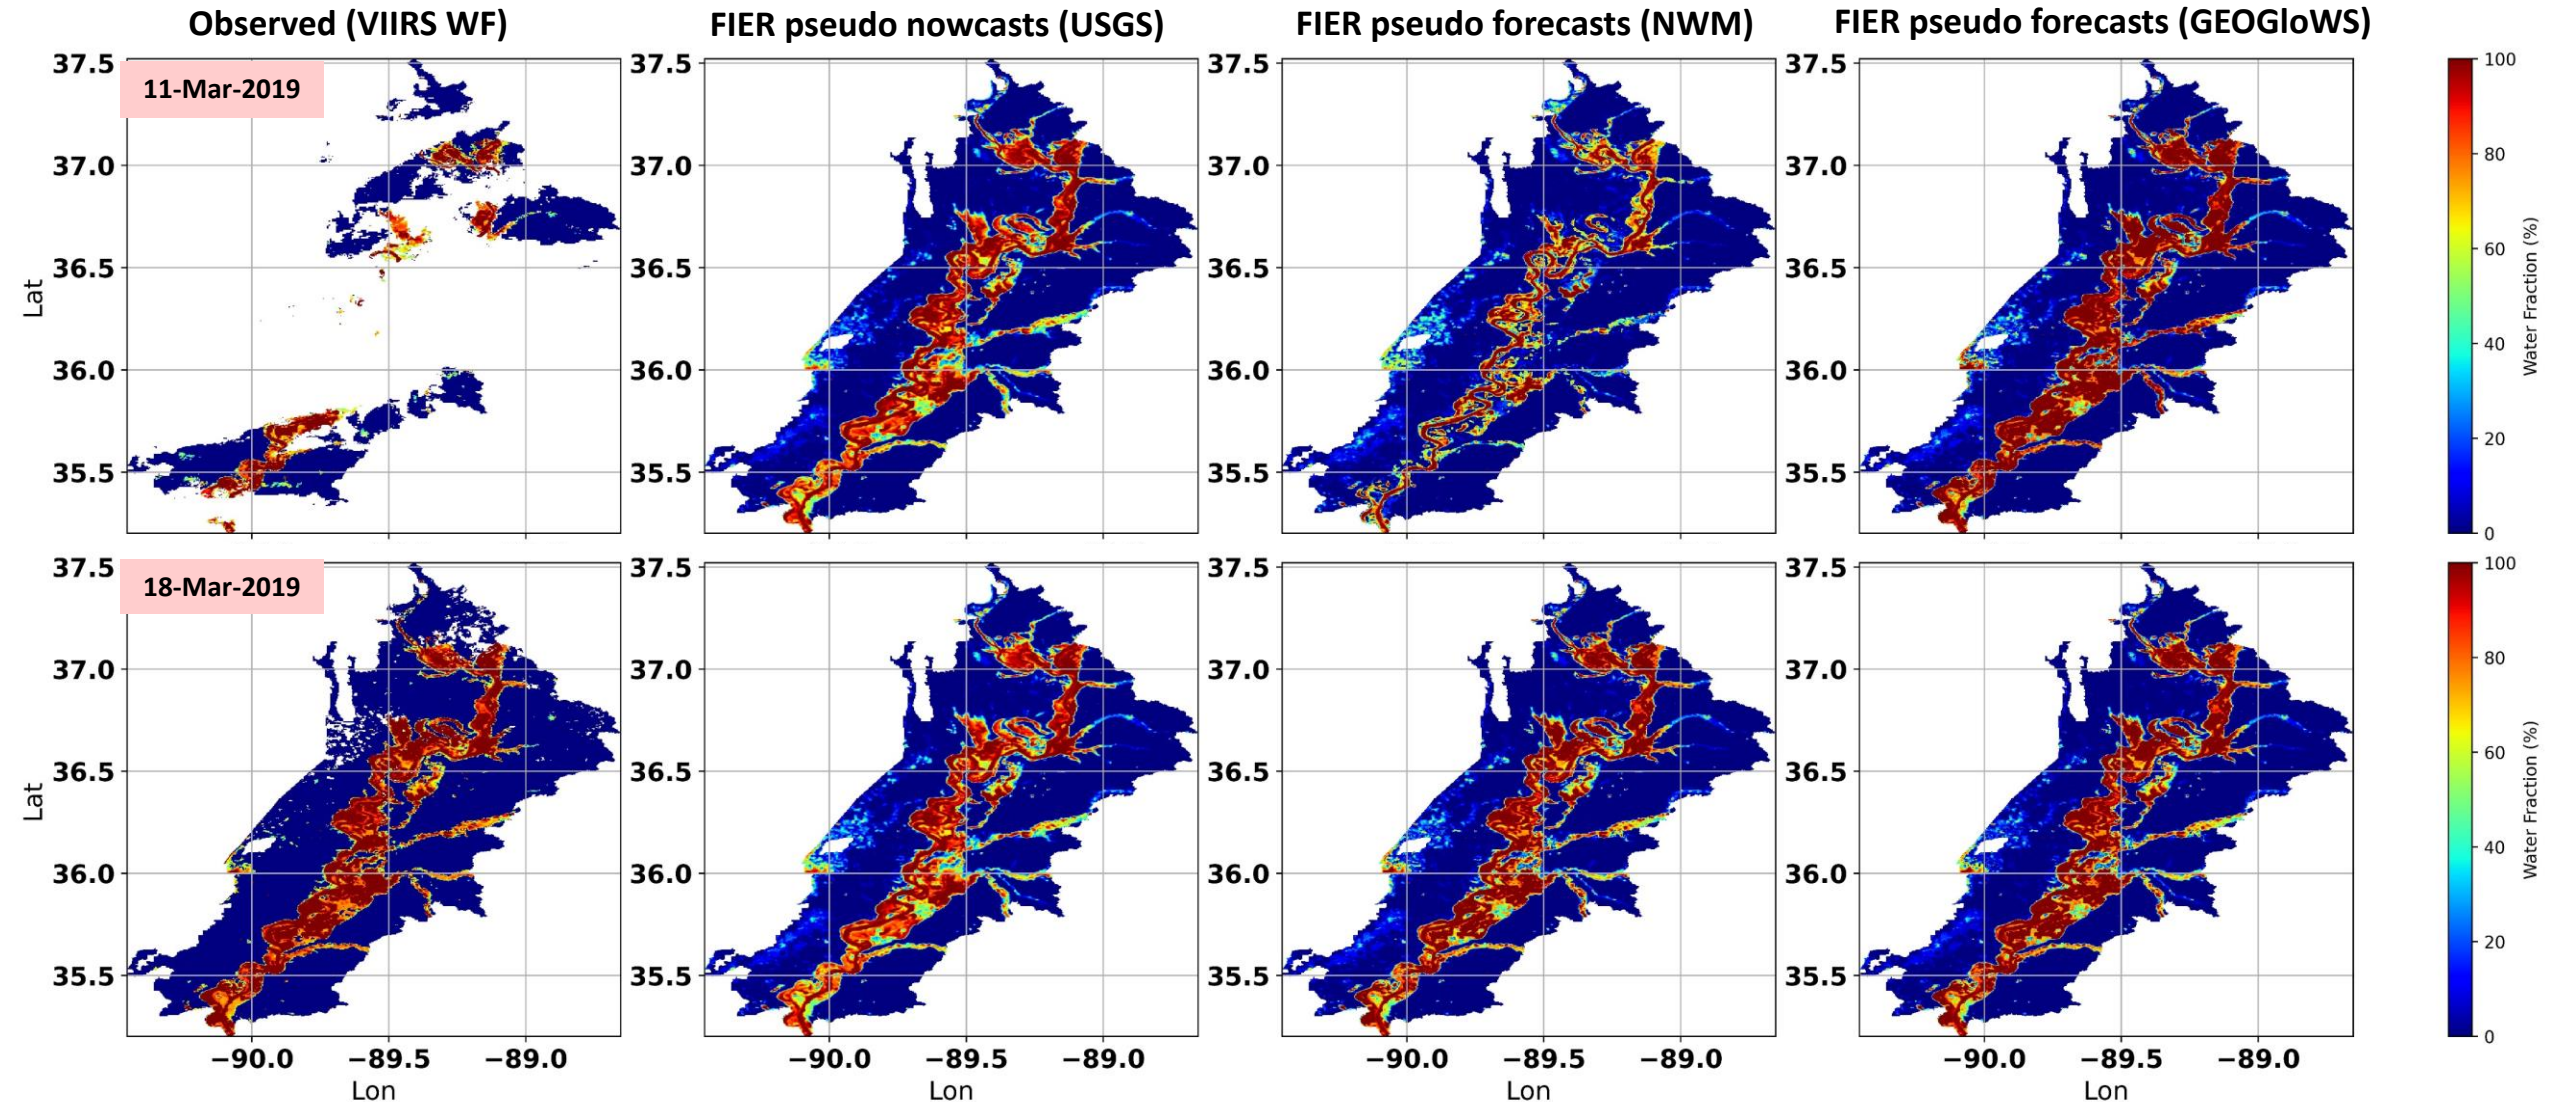 Observed (VIIRS WF)
FIER pseudo nowcasts (USGS)
FIER pseudo forecasts (NWM)
FIER pseudo forecasts (GEOGloWS)
11-Mar-2019
37.5
37.0
36.5
36.0
35.5
Lat
37.5
37.0
36.5
36.0
35.5
37.5
37.0
36.5
36.0
35.5
37.5
37.0
36.5
36.0
35.5
100
80
60
40
20
0
Water Fraction (%)
18-Mar-2019
37.5
37.0
36.5
36.0
35.5
Lat
−90.0 −89.5 −89.0
Lon
37.5
37.0
36.5
36.0
35.5
−90.0 −89.5 −89.0
Lon
37.5
37.0
36.5
36.0
35.5
−90.0 −89.5 −89.0
Lon
37.5
37.0
36.5
36.0
35.5
−90.0 −89.5 −89.0
Lon
100
80
60
40
20
0
Water Fraction (%)